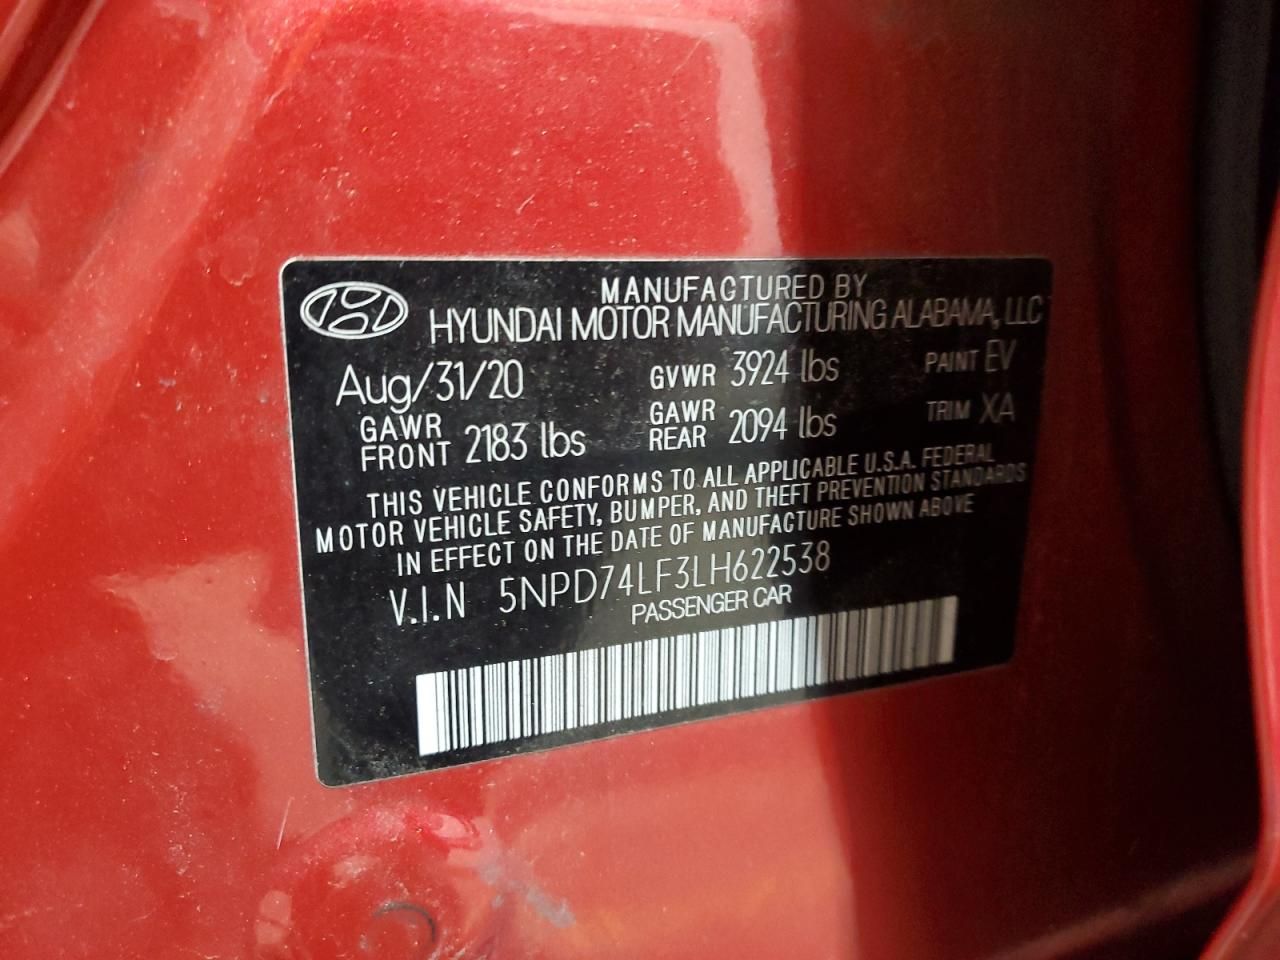 MANUFACTURED BY
HYUNDAI MOTOR MANUFACTURING ALABAMA, LLC
Aug/31/20 GVWR 3924 lbs PAINT EV
GAWR FRONT 2183 lbs GAWR REAR 2094 lbs TRIM XA
THIS VEHICLE CONFORMS TO ALL APPLICABLE U.S.A. FEDERAL
MOTOR VEHICLE SAFETY, BUMPER, AND THEFT PREVENTION STANDARDS
IN EFFECT ON THE DATE OF MANUFACTURE SHOWN ABOVE
V.I.N 5NPD74LF3LH622538
PASSENGER CAR